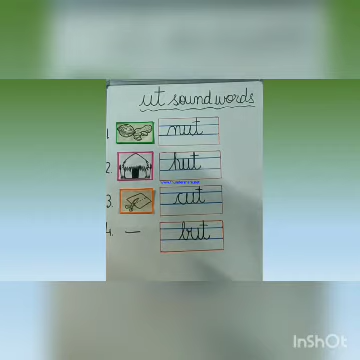 ut sound words
1. nut
2. hut
3. cut
4. — but
InShOt